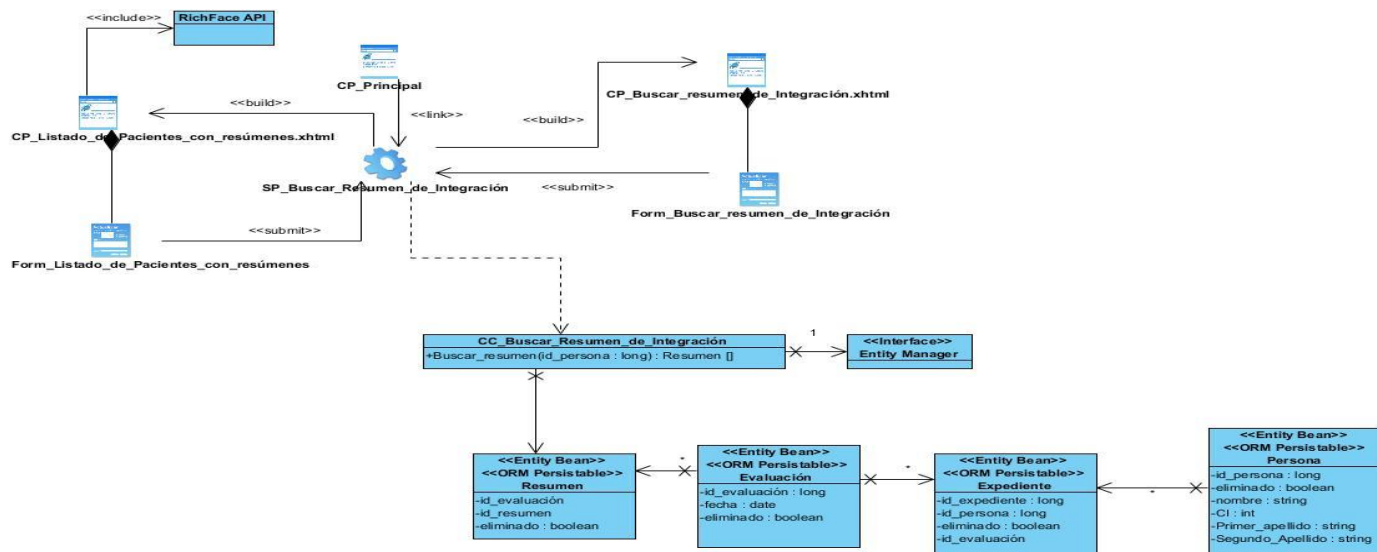 <<include>>
RichFace API
CP_Principal
<<build>>
<<link>>
<<build>>
CP_Listado_de_Pacientes_con_resúmenes.xhtml
CP_Buscar_resumen_de_Integración.xhtml
SP_Buscar_Resumen_de_Integración
<<submit>>
Form_Buscar_resumen_de_Integración
<<submit>>
Form_Listado_de_Pacientes_con_resúmenes
CC_Buscar_Resumen_de_Integración
+Buscar_resumen(id_persona : long) : Resumen []
1
<<Interface>>
Entity Manager
<<Entity Bean>>
<<ORM Persistable>>
Resumen
-id_evaluación
-id_resumen
-eliminado : boolean
*
<<Entity Bean>>
<<ORM Persistable>>
Evaluación
-id_evaluación : long
-fecha : date
-eliminado : boolean
*
<<Entity Bean>>
<<ORM Persistable>>
Expediente
-id_expediente : long
-id_persona : long
-eliminado : boolean
-id_evaluación
*
<<Entity Bean>>
<<ORM Persistable>>
Persona
-id_persona : long
-eliminado : boolean
-nombre : string
-CI : int
-Primer_apellido : string
-Segundo_Apellido : string